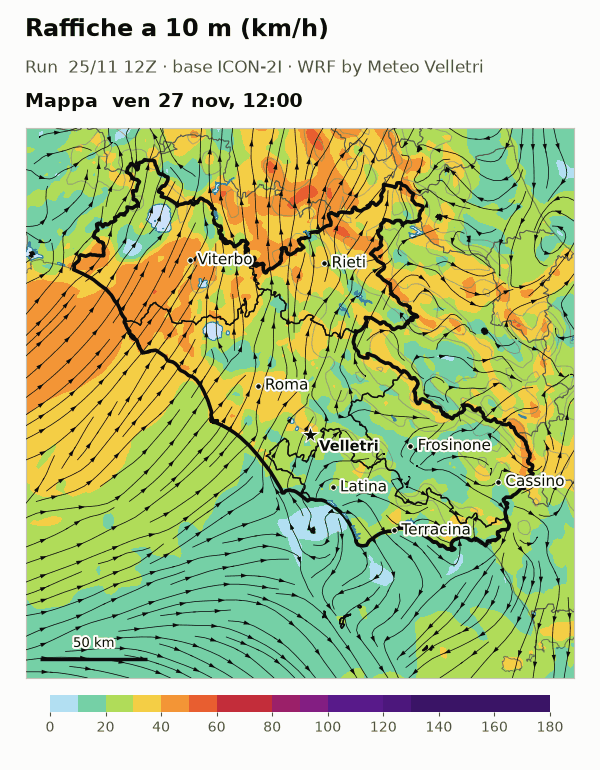 Raffiche a 10 m (km/h)
Run  25/11 12Z · base ICON-2I · WRF by Meteo Velletri
Mappa  ven 27 nov, 12:00
Viterbo
Rieti
Roma
Velletri
Frosinone
Cassino
Latina
Terracina
50 km
0 20 40 60 80 100 120 140 160 180